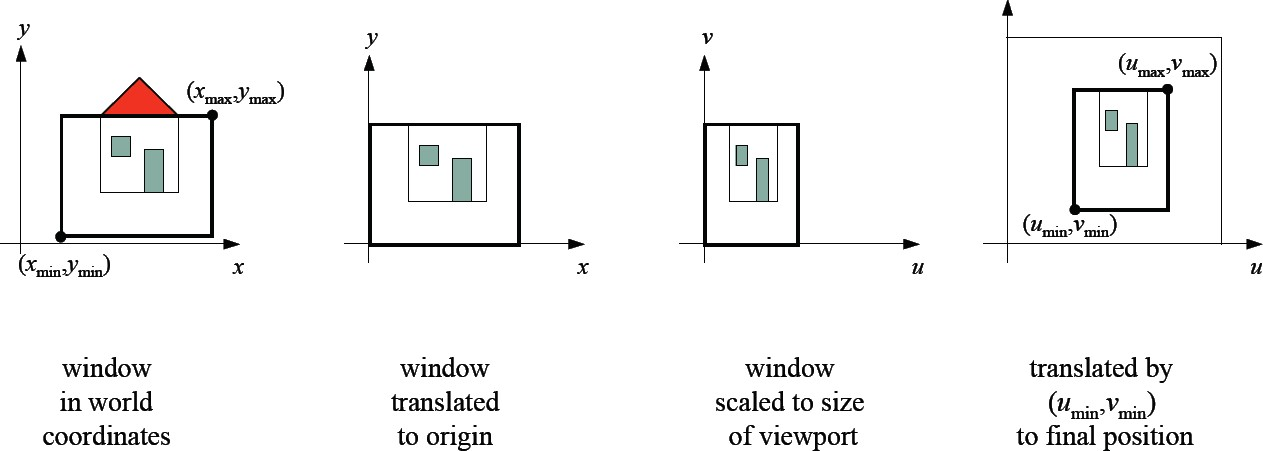 y
(xmax,ymax)
(xmin,ymin)
x
window
in world
coordinates
y
x
window
translated
to origin
v
u
window
scaled to size
of viewport
(umax,vmax)
(umin,vmin)
u
translated by
(umin,vmin)
to final position